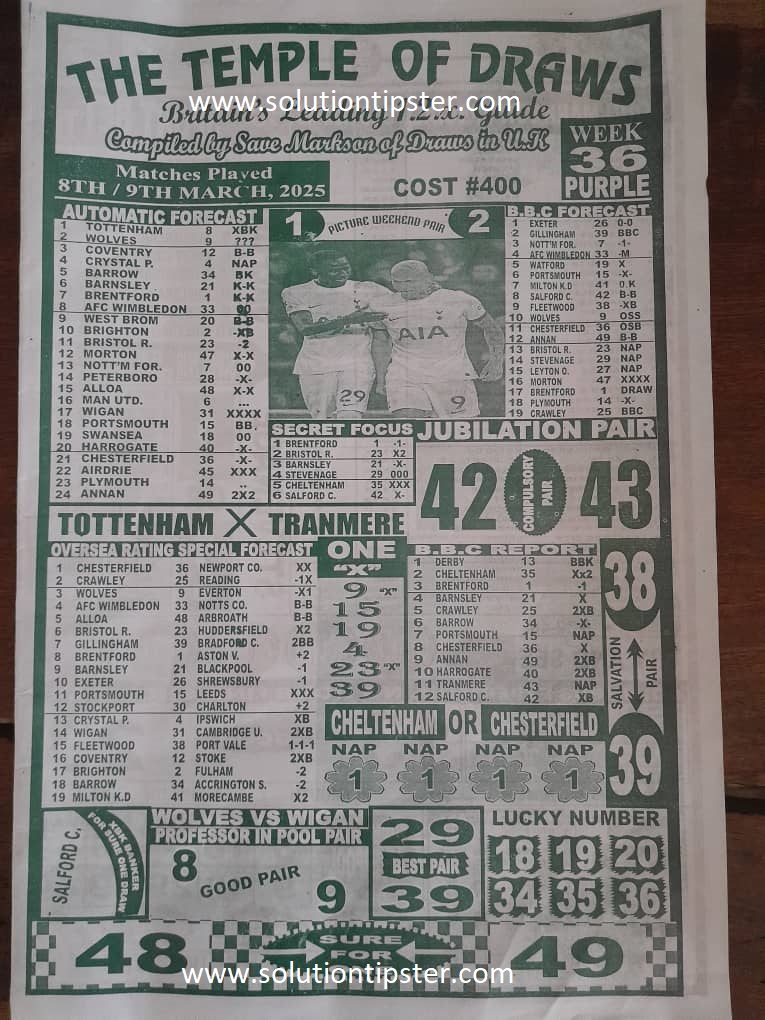 THE TEMPLE OF DRAWS
www.solutiontipster.com
Britain's Leading 1.2.x: Guide
Compiled by Save Markson of Draws in U.K
WEEK
36
PURPLE
Matches Played
8TH / 9TH MARCH, 2025
COST #400
AUTOMATIC FORECAST
1 TOTTENHAM 8 XBK
2 WOLVES 9 ???
3 COVENTRY 12 B-B
4 CRYSTAL P. 4 NAP
5 BARROW 34 BK
6 BARNSLEY 21 K-K
7 BRENTFORD 1 K-K
8 AFC WIMBLEDON 33 00
9 WEST BROM 20 B-B
10 BRIGHTON 2 -XB
11 BRISTOL R. 23 -2
12 MORTON 47 X-X
13 NOTT'M FOR. 7 00
14 PETERBORO 28 -X-
15 ALLOA 48 X-X
16 MAN UTD. 6 ...
17 WIGAN 31 XXXX
18 PORTSMOUTH 15 BB.
19 SWANSEA 18 00
20 HARROGATE 40 -X-
21 CHESTERFIELD 36 -X-
22 AIRDRIE 45 XXX
23 PLYMOUTH 14 ..
24 ANNAN 49 2X2
1 PICTURE WEEKEND PAIR 2
AIA
29
9
B.B.C FORECAST
1 EXETER 26 0-0
2 GILLINGHAM 39 BBC
3 NOTT'M FOR. 7 -1-
4 AFC WIMBLEDON 33 -M
5 WATFORD 19 X
6 PORTSMOUTH 15 -X-
7 MILTON K.D 41 0.K
8 SALFORD C. 42 B-B
9 FLEETWOOD 38 -XB
10 WOLVES 9 OSS
11 CHESTERFIELD 36 OSB
12 ANNAN 49 B-B
13 BRISTOL R. 23 NAP
14 STEVENAGE 29 NAP
15 LEYTON O. 27 NAP
16 MORTON 47 XXXX
17 BRENTFORD 1 DRAW
18 PLYMOUTH 14 -X-
19 CRAWLEY 25 BBC
SECRET FOCUS
1 BRENTFORD 1 -1-
2 BRISTOL R. 23 X2
3 BARNSLEY 21 -X-
4 STEVENAGE 29 000
5 CHELTENHAM 35 XXX
6 SALFORD C. 42 X-
JUBILATION PAIR
42 COMPULSORY PAIR 43
TOTTENHAM X TRANMERE
OVERSEA RATING SPECIAL FORECAST
1 CHESTERFIELD 36 NEWPORT CO. XX
2 CRAWLEY 25 READING -1X
3 WOLVES 9 EVERTON -X1
4 AFC WIMBLEDON 33 NOTTS CO. B-B
5 ALLOA 48 ARBROATH B-B
6 BRISTOL R. 23 HUDDERSFIELD X2
7 GILLINGHAM 39 BRADFORD C. 2BB
8 BRENTFORD 1 ASTON V. +2
9 BARNSLEY 21 BLACKPOOL -1
10 EXETER 26 SHREWSBURY -1
11 PORTSMOUTH 15 LEEDS XXX
12 STOCKPORT 30 CHARLTON +2
13 CRYSTAL P. 4 IPSWICH XB
14 WIGAN 31 CAMBRIDGE U. 2XB
15 FLEETWOOD 38 PORT VALE 1-1-1
16 COVENTRY 12 STOKE 2XB
17 BRIGHTON 2 FULHAM -2
18 BARROW 34 ACCRINGTON S. -2
19 MILTON K.D 41 MORECAMBE X2
ONE
"X"
9 "X"
15
19
4
23 "X"
39
B.B.C REPORT
1 DERBY 13 BBK
2 CHELTENHAM 35 Xx2
3 BRENTFORD 1 -1
4 BARNSLEY 21 X
5 CRAWLEY 25 2XB
6 BARROW 34 -X-
7 PORTSMOUTH 15 NAP
8 CHESTERFIELD 36 X
9 ANNAN 49 2XB
10 HARROGATE 40 2XB
11 TRANMERE 43 NAP
12 SALFORD C. 42 XB
38
SALVATION PAIR
39
CHELTENHAM OR CHESTERFIELD
NAP NAP NAP NAP
1 1 1 1
SALFORD C.
XBK BANKER
FOR SURE ONE DRAW
WOLVES VS WIGAN
PROFESSOR IN POOL PAIR
8 GOOD PAIR 9
29
BEST PAIR
39
LUCKY NUMBER
18 19 20
34 35 36
48 SURE FOR 49
www.solutiontipster.com